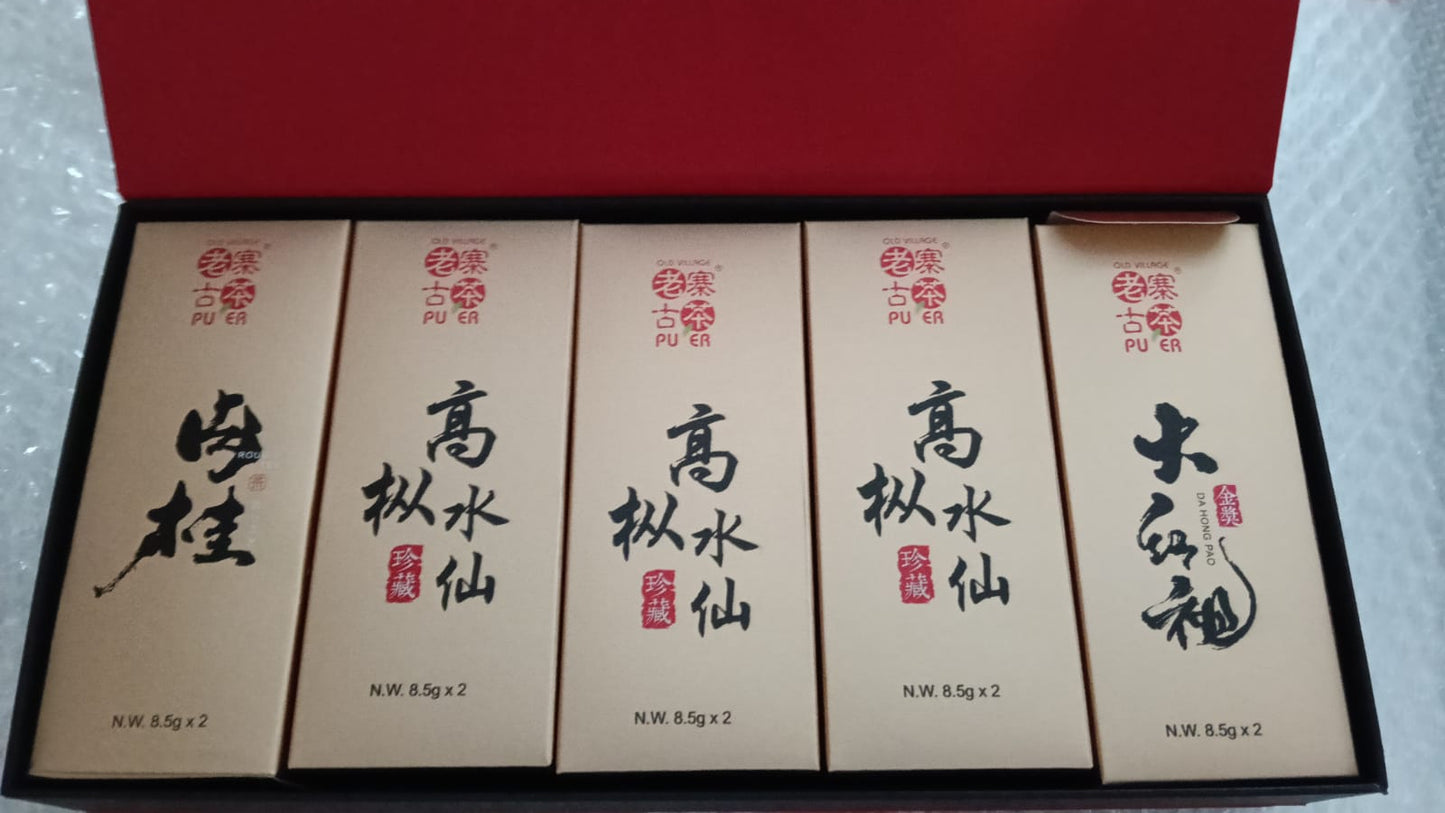 OLD VILLAGE
老寨®
古茶
PU'ER
肉桂
ROU
N.W. 8.5g x 2
OLD VILLAGE
老寨®
古茶
PU'ER
高
枞水仙
珍藏
N.W. 8.5g x 2
OLD VILLAGE
老寨®
古茶
PU'ER
高
枞水仙
珍藏
N.W. 8.5g x 2
OLD VILLAGE
老寨®
古茶
PU'ER
高
枞水仙
珍藏
N.W. 8.5g x 2
OLD VILLAGE
老寨®
古茶
PU'ER
大红袍
金奖
DA HONG PAO
N.W. 8.5g x 2